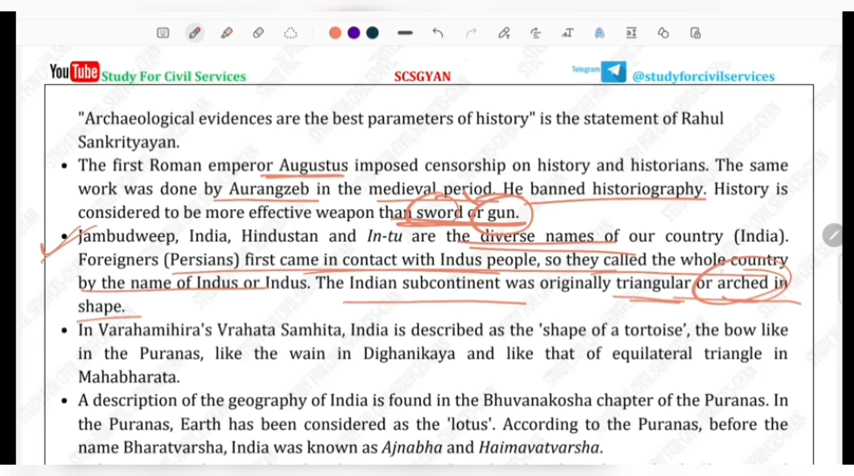 YouTube Study For Civil Services SCSGYAN Telegram @studyforcivilservices
"Archaeological evidences are the best parameters of history" is the statement of Rahul
Sankrityayan.
• The first Roman emperor Augustus imposed censorship on history and historians. The same
work was done by Aurangzeb in the medieval period. He banned historiography. History is
considered to be more effective weapon than sword or gun.
• Jambudweep, India, Hindustan and In-tu are the diverse names of our country (India).
Foreigners (Persians) first came in contact with Indus people, so they called the whole country
by the name of Indus or Indus. The Indian subcontinent was originally triangular or arched in
shape.
• In Varahamihira's Vrahata Samhita, India is described as the 'shape of a tortoise', the bow like
in the Puranas, like the wain in Dighanikaya and like that of equilateral triangle in
Mahabharata.
• A description of the geography of India is found in the Bhuvanakosha chapter of the Puranas. In
the Puranas, Earth has been considered as the 'lotus'. According to the Puranas, before the
name Bharatvarsha, India was known as Ajnabha and Haimavatvarsha.